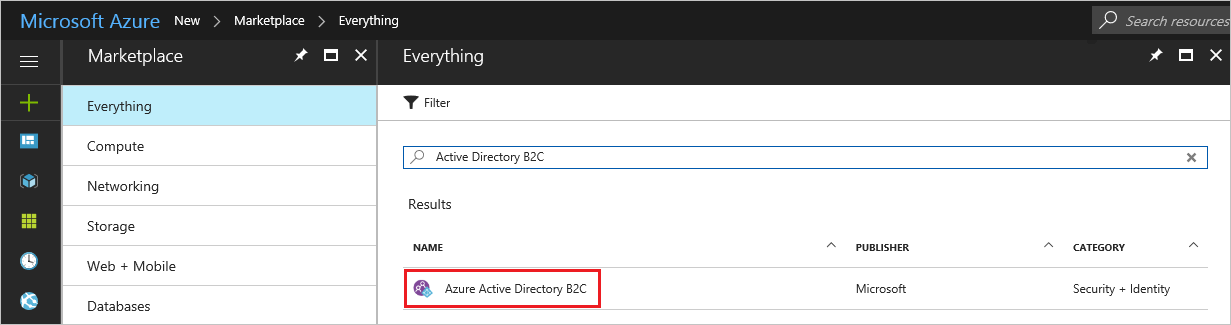 Microsoft Azure New > Marketplace > Everything Search resources
Marketplace
Everything
Compute
Networking
Storage
Web + Mobile
Databases
Everything
Filter
Active Directory B2C
Results
NAME PUBLISHER CATEGORY
Azure Active Directory B2C Microsoft Security + Identity